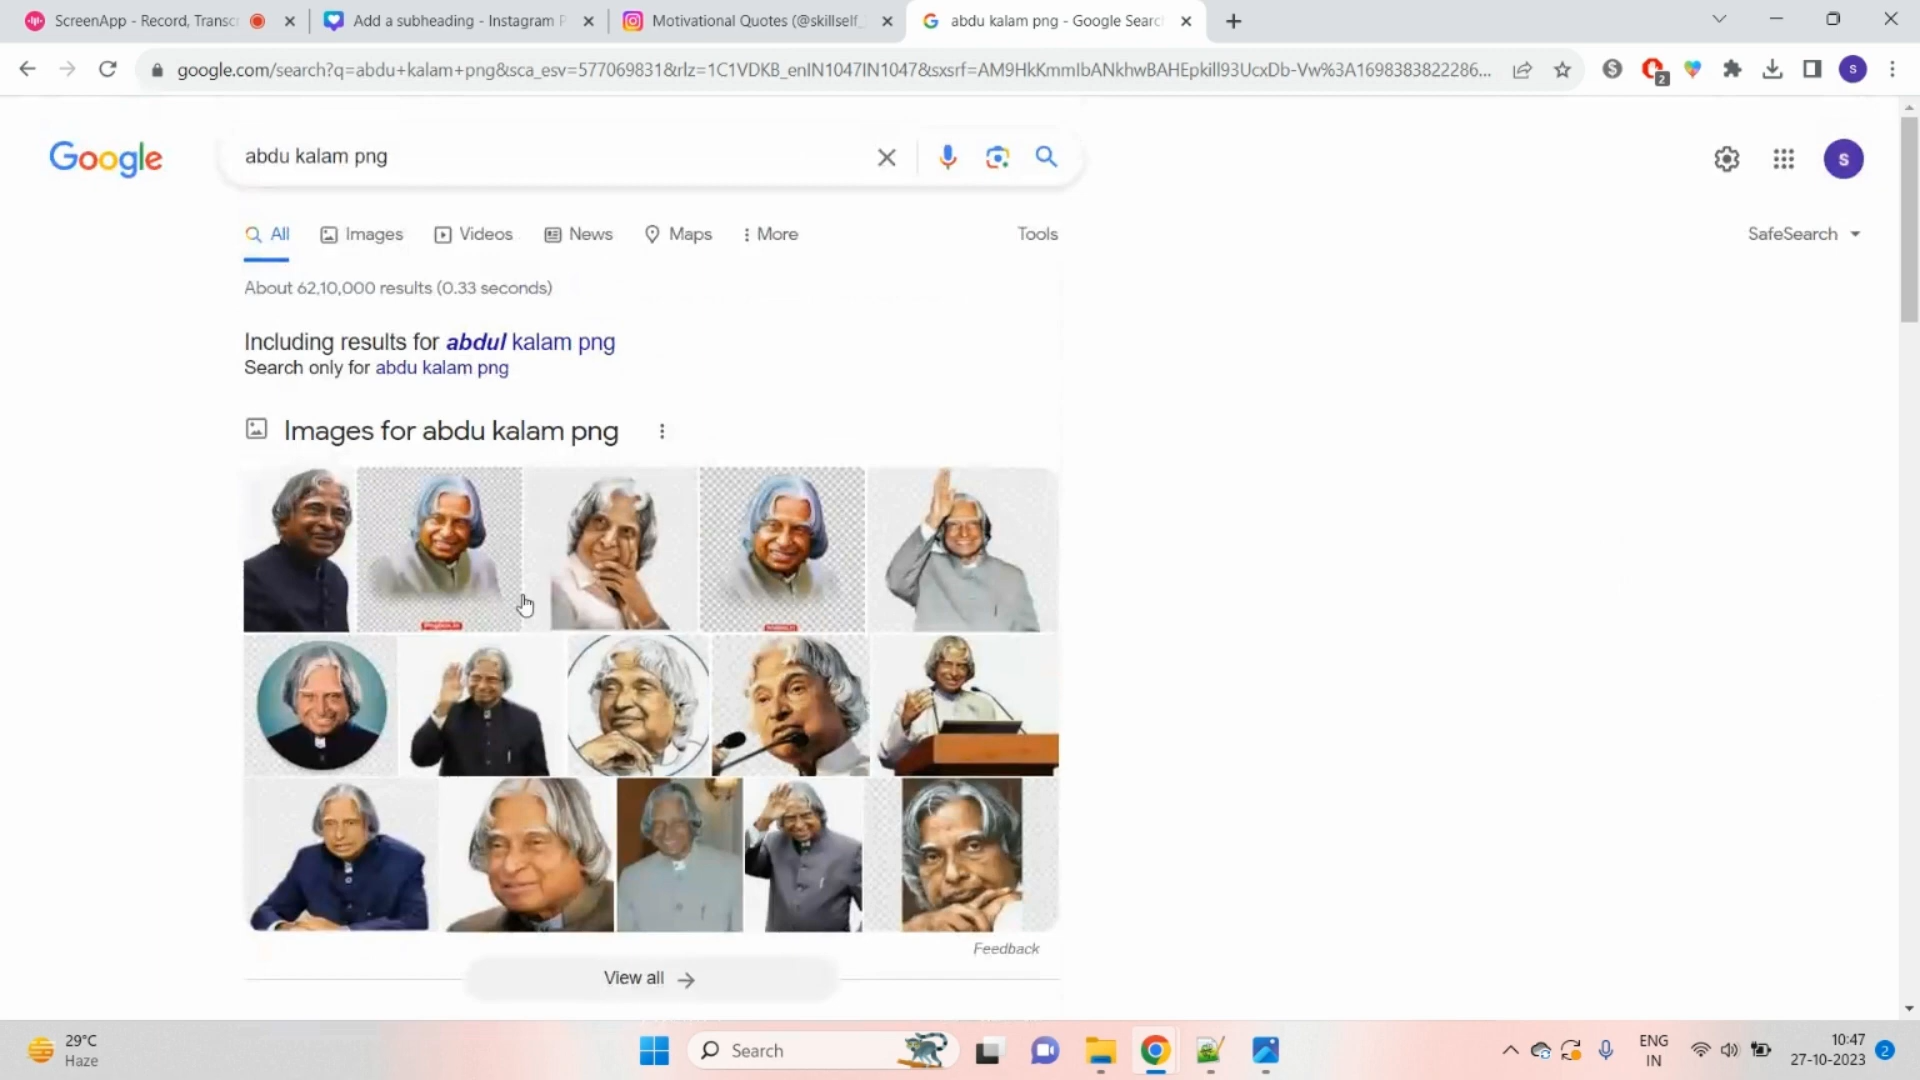 ScreenApp - Record, Transc
Add a subheading - Instagram P
Motivational Quotes (@skillself_
abdu kalam png - Google Searc
google.com/search?q=abdu+kalam+png&sca_esv=577069831&rlz=1C1VDKB_enIN1047IN1047&sxsrf=AM9HkKmmIbANkhwBAHEpkill93UcxDb-Vw%3A1698383822286...
2
s
Google
abdu kalam png
S
All
Images
Videos
News
Maps
More
Tools
SafeSearch
About 62,10,000 results (0.33 seconds)
Including results for abdul kalam png
Search only for abdu kalam png
Images for abdu kalam png
Feedback
View all
29°C
Haze
Search
ENG
IN
10:47
27-10-2023
2